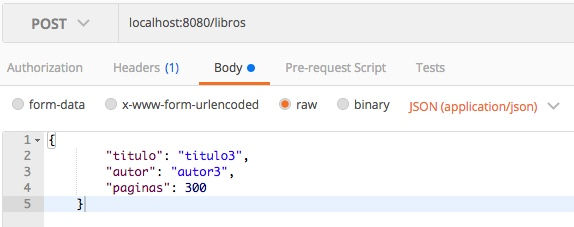 POST localhost:8080/libros
Authorization Headers (1) Body Pre-request Script Tests
form-data x-www-form-urlencoded raw binary JSON (application/json)
1 {
2 "titulo": "titulo3",
3 "autor": "autor3",
4 "paginas": 300
5 }